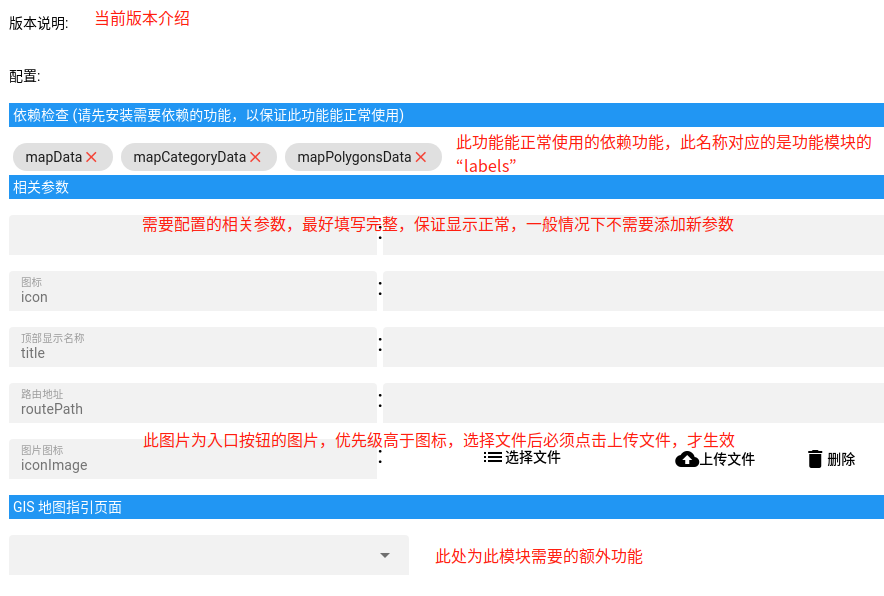 版本说明: 当前版本介绍
配置:
依赖检查 (请先安装需要依赖的功能，以保证此功能能正常使用)
mapData mapCategoryData mapPolygonsData 此功能能正常使用的依赖功能，此名称对应的是功能模块的
“labels”
相关参数
需要配置的相关参数，最好填写完整，保证显示正常，一般情况下不需要添加新参数
:
图标
icon :
顶部显示名称
title :
路由地址
routePath :
此图片为入口按钮的图片，优先级高于图标，选择文件后必须点击上传文件，才生效
图片图标
iconImage : 选择文件 上传文件 删除
GIS 地图指引页面
此处为此模块需要的额外功能